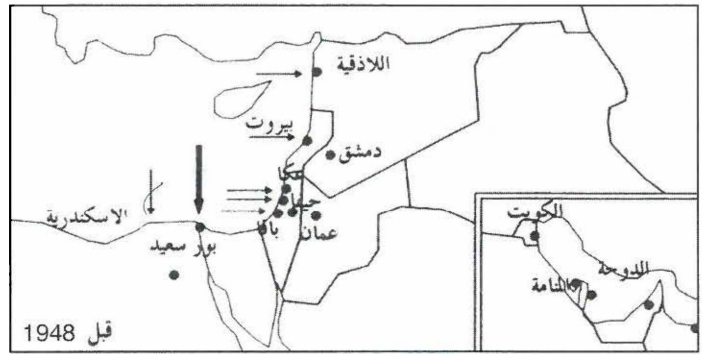 اللاذقية
بيروت
دمشق
عكا
حيفا
يافا
عمان
الاسكندرية
بور سعيد
الكويت
الدوحة
المنامة
قبل 1948